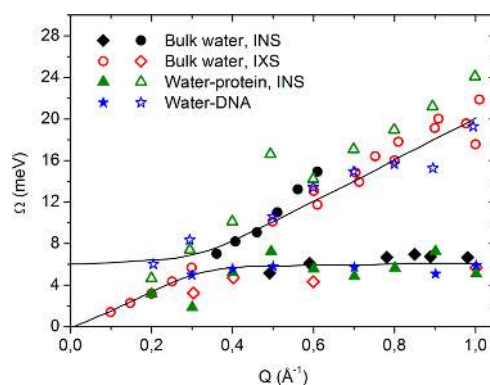 28
24
20
16
12
8
4
0
Ω (meV)
Bulk water, INS
Bulk water, IXS
Water-protein, INS
Water-DNA
0,0 0,2 0,4 0,6 0,8 1,0
Q (Å⁻¹)